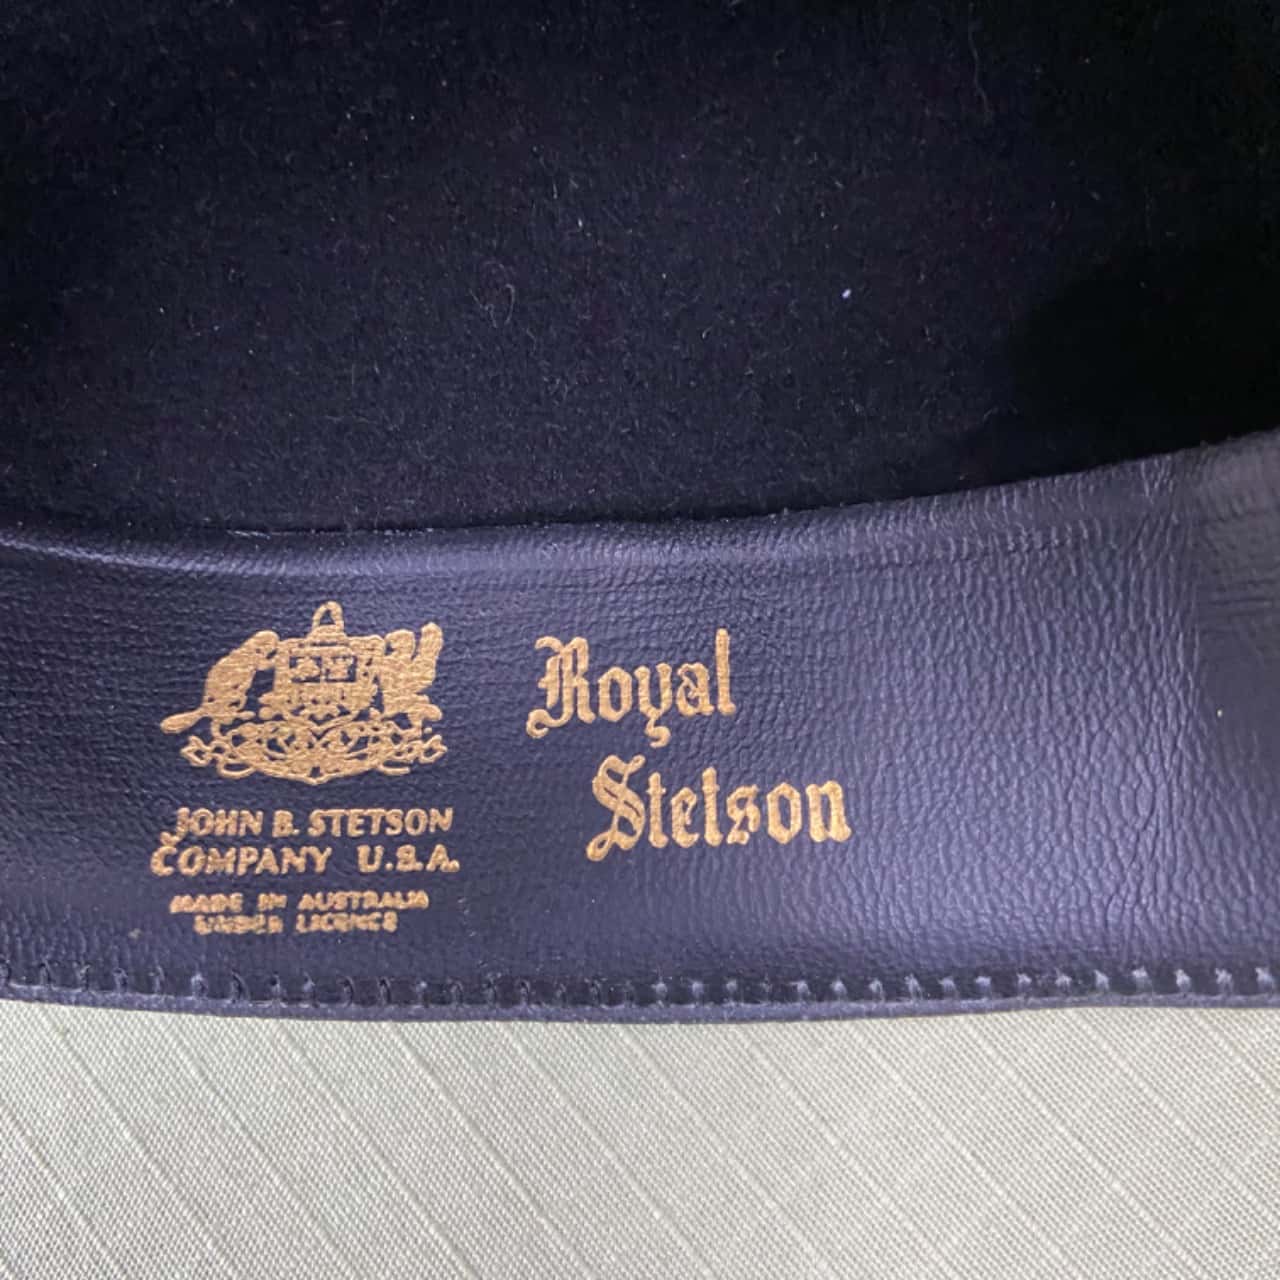 JOHN B. STETSON
COMPANY U.S.A.
MADE IN AUSTRALIA
UNDER LICENCE
Royal
Stetson